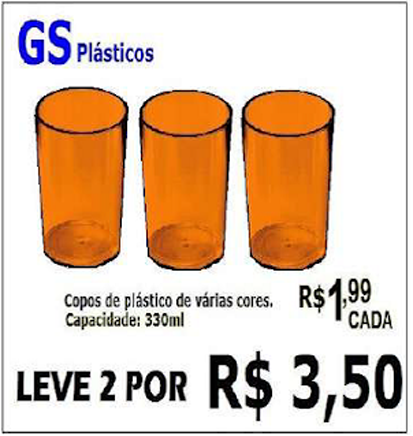 GS Plásticos
Copos de plástico de várias cores.
Capacidade: 330ml
R$1,99
CADA
LEVE 2 POR R$ 3,50